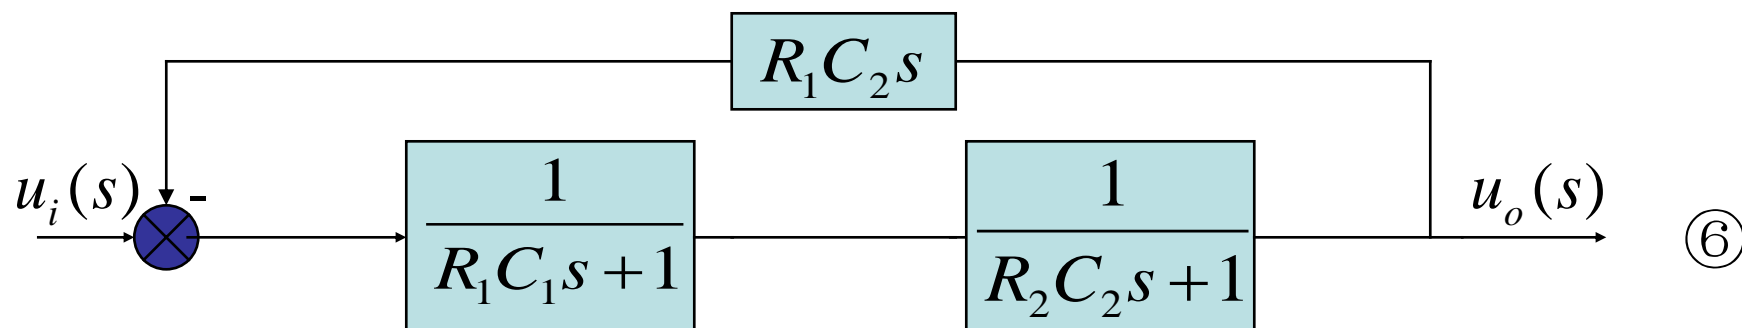 R₁C₂s
uᵢ(s)
-
1
R₁C₁s+1
1
R₂C₂s+1
uₒ(s)
⑥